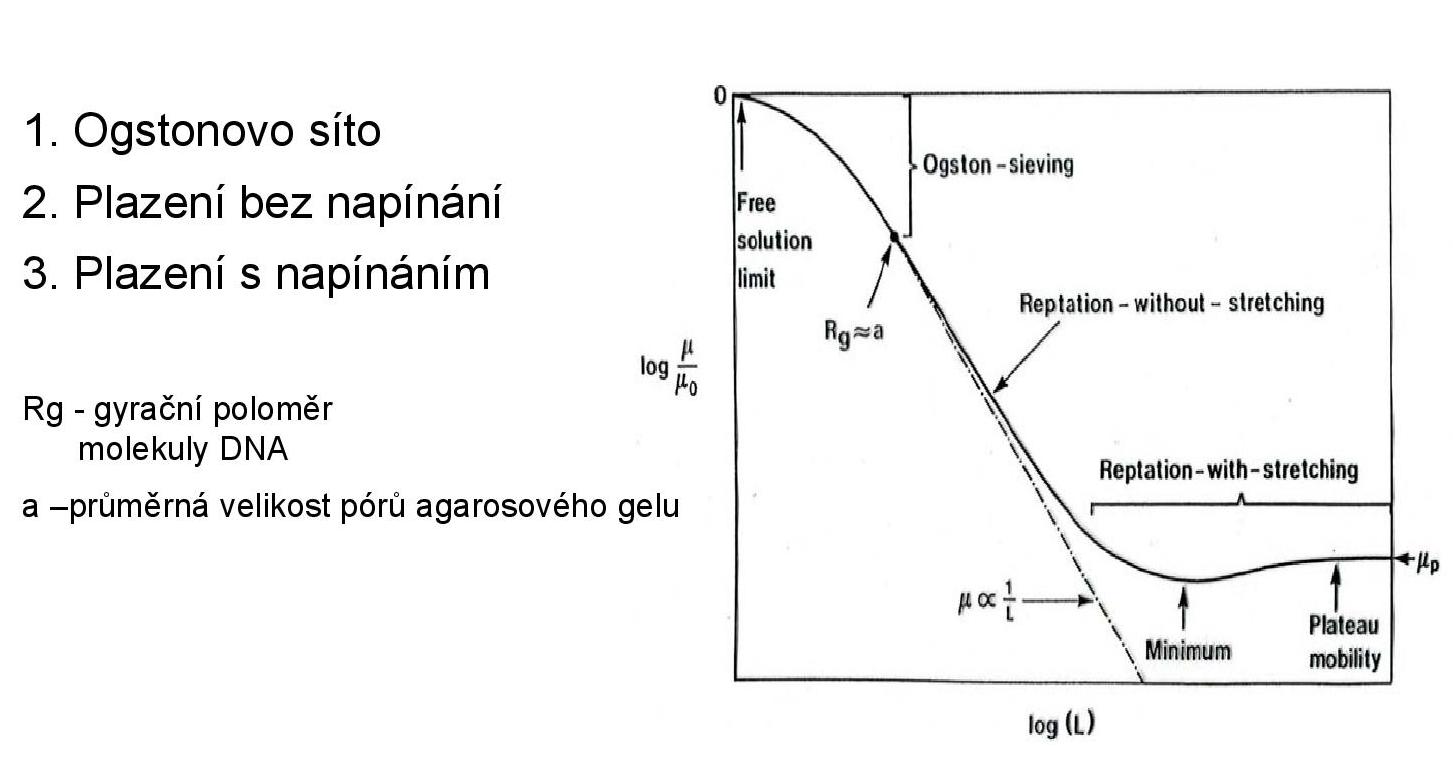 1. Ogstonovo síto
2. Plazení bez napínání
3. Plazení s napínáním
Rg - gyrační poloměr
molekuly DNA
a –průměrná velikost pórů agarosového gelu
0
Ogston-sieving
Free
solution
limit
Rg≈a
Reptation-without-stretching
log μ/μ0
Reptation-with-stretching
μp
μ ∝ 1/L
Minimum
Plateau
mobility
log (L)